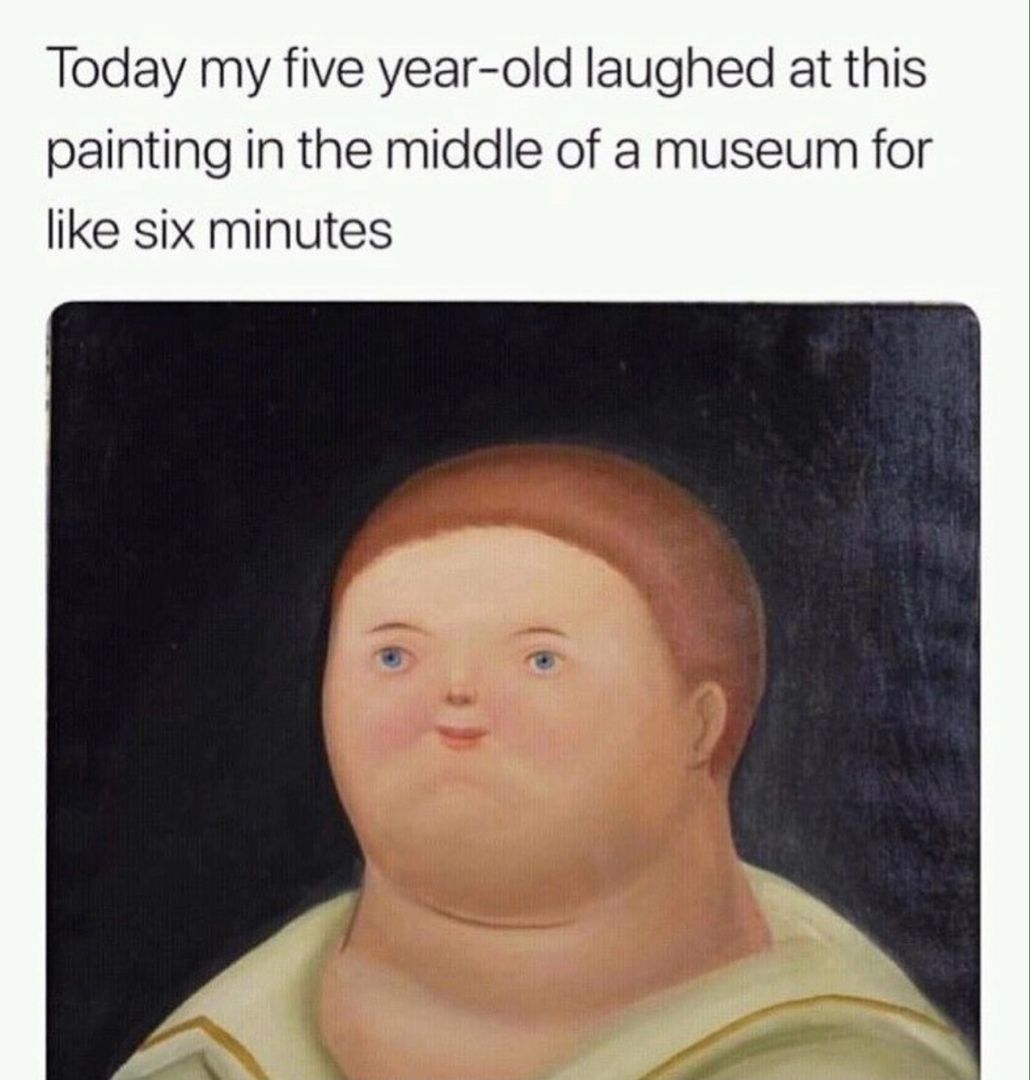 Today my five year-old laughed at this
painting in the middle of a museum for
like six minutes